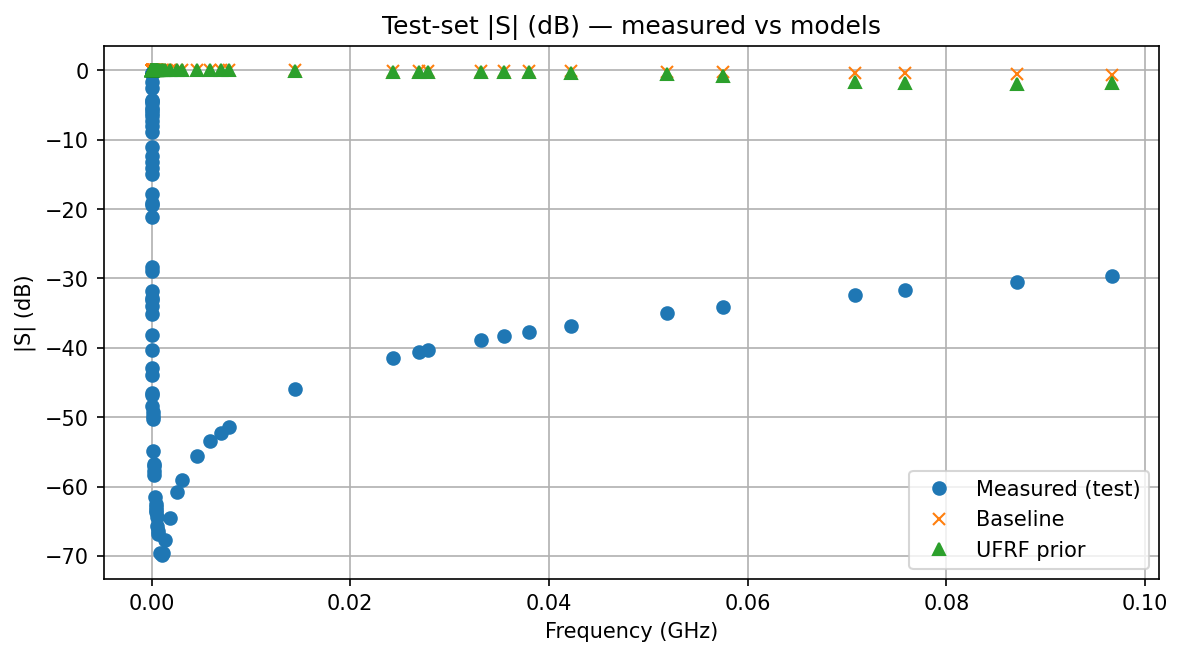 Test-set |S| (dB) — measured vs models
0
−10
−20
−30
−40
−50
−60
−70
|S| (dB)
0.00 0.02 0.04 0.06 0.08 0.10
Frequency (GHz)
Measured (test)
Baseline
UFRF prior